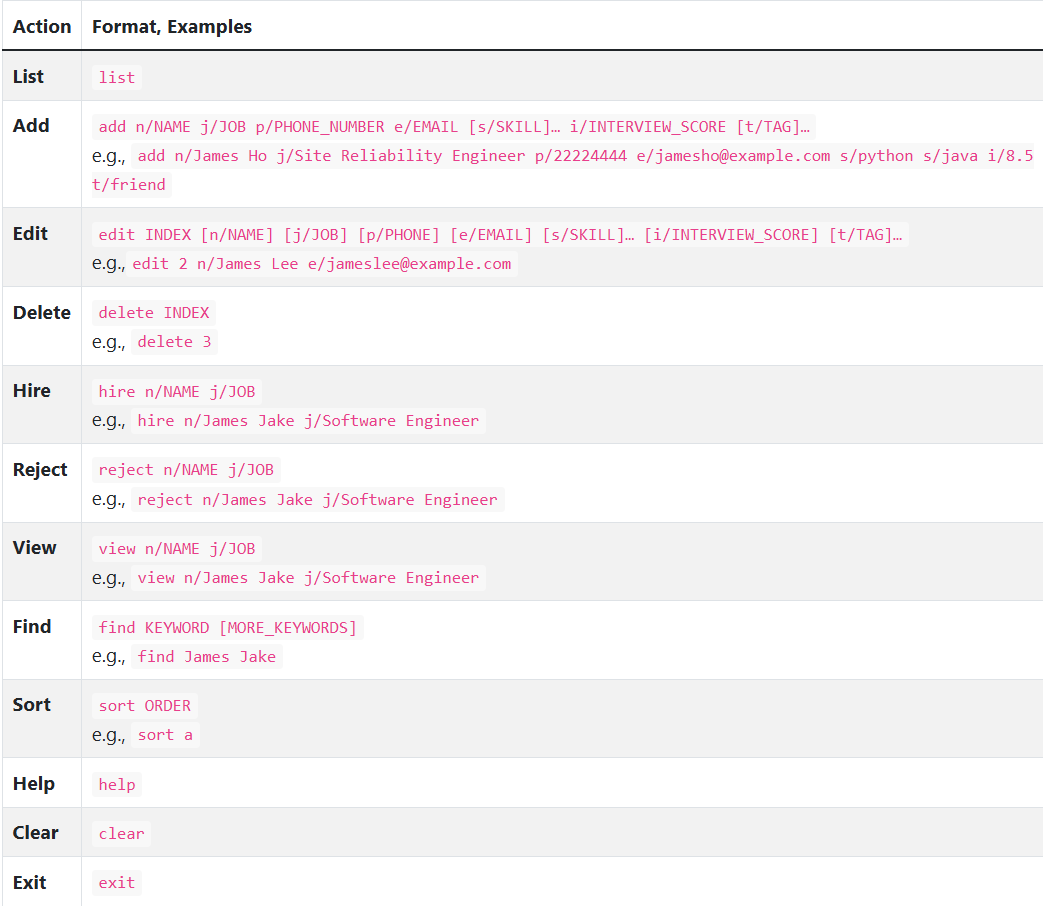 Action Format, Examples
List list
Add add n/NAME j/JOB p/PHONE_NUMBER e/EMAIL [s/SKILL]… i/INTERVIEW_SCORE [t/TAG]…
e.g., add n/James Ho j/Site Reliability Engineer p/22224444 e/jamesho@example.com s/python s/java i/8.5
t/friend
Edit edit INDEX [n/NAME] [j/JOB] [p/PHONE] [e/EMAIL] [s/SKILL]… [i/INTERVIEW_SCORE] [t/TAG]…
e.g., edit 2 n/James Lee e/jameslee@example.com
Delete delete INDEX
e.g., delete 3
Hire hire n/NAME j/JOB
e.g., hire n/James Jake j/Software Engineer
Reject reject n/NAME j/JOB
e.g., reject n/James Jake j/Software Engineer
View view n/NAME j/JOB
e.g., view n/James Jake j/Software Engineer
Find find KEYWORD [MORE_KEYWORDS]
e.g., find James Jake
Sort sort ORDER
e.g., sort a
Help help
Clear clear
Exit exit